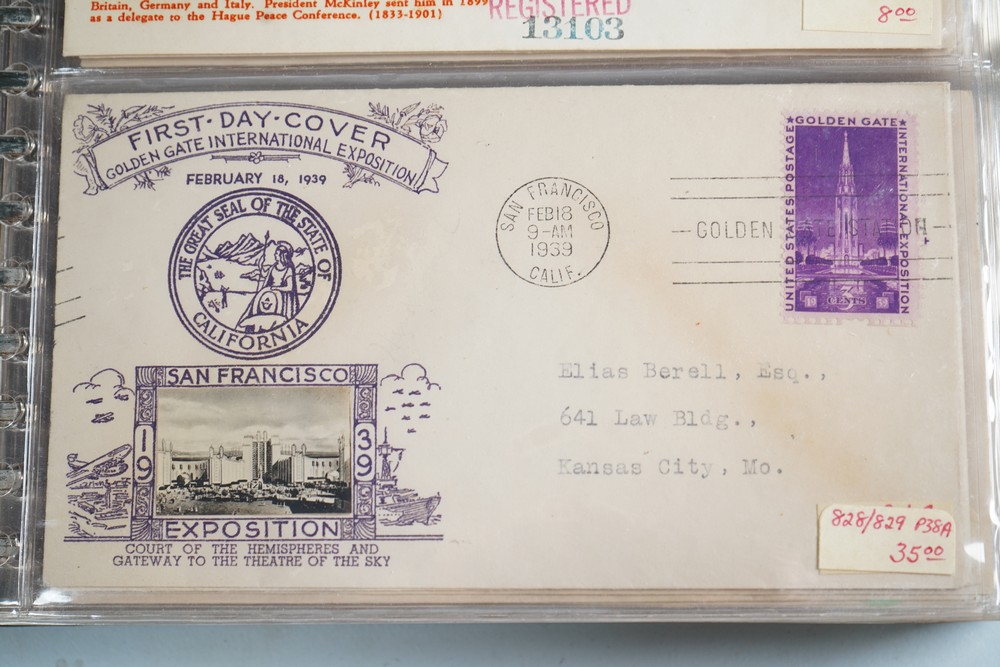 Britain, Germany and Italy. President McKinley sent him in 1899
as a delegate to the Hague Peace Conference. (1833-1901)
REGISTERED
13103
8.00
FIRST·DAY·COVER
GOLDEN GATE INTERNATIONAL EXPOSITION
FEBRUARY 18, 1939
THE GREAT SEAL OF THE STATE OF
CALIFORNIA
SAN FRANCISCO
19
39
EXPOSITION
COURT OF THE HEMISPHERES AND
GATEWAY TO THE THEATRE OF THE SKY
SAN FRANCISCO
FEB 18
9-AM
1939
CALIF.
GOLDEN
★GOLDEN GATE★
UNITED STATES POSTAGE
INTERNATIONAL EXPOSITION
3
CENTS
Elias Berell, Esq.,
641 Law Bldg.,
Kansas City, Mo.
828/829 P38A
35.00